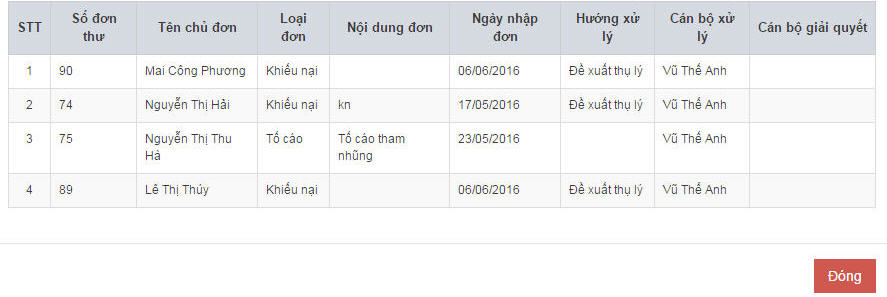 STT Số đơn thư Tên chủ đơn Loại đơn Nội dung đơn Ngày nhập đơn Hướng xử lý Cán bộ xử lý Cán bộ giải quyết
1 90 Mai Công Phương Khiếu nại 06/06/2016 Đề xuất thụ lý Vũ Thế Anh
2 74 Nguyễn Thị Hải Khiếu nại kn 17/05/2016 Đề xuất thụ lý Vũ Thế Anh
3 75 Nguyễn Thị Thu Hà Tố cáo Tố cáo tham nhũng 23/05/2016 Vũ Thế Anh
4 89 Lê Thị Thúy Khiếu nại 06/06/2016 Đề xuất thụ lý Vũ Thế Anh
Đóng